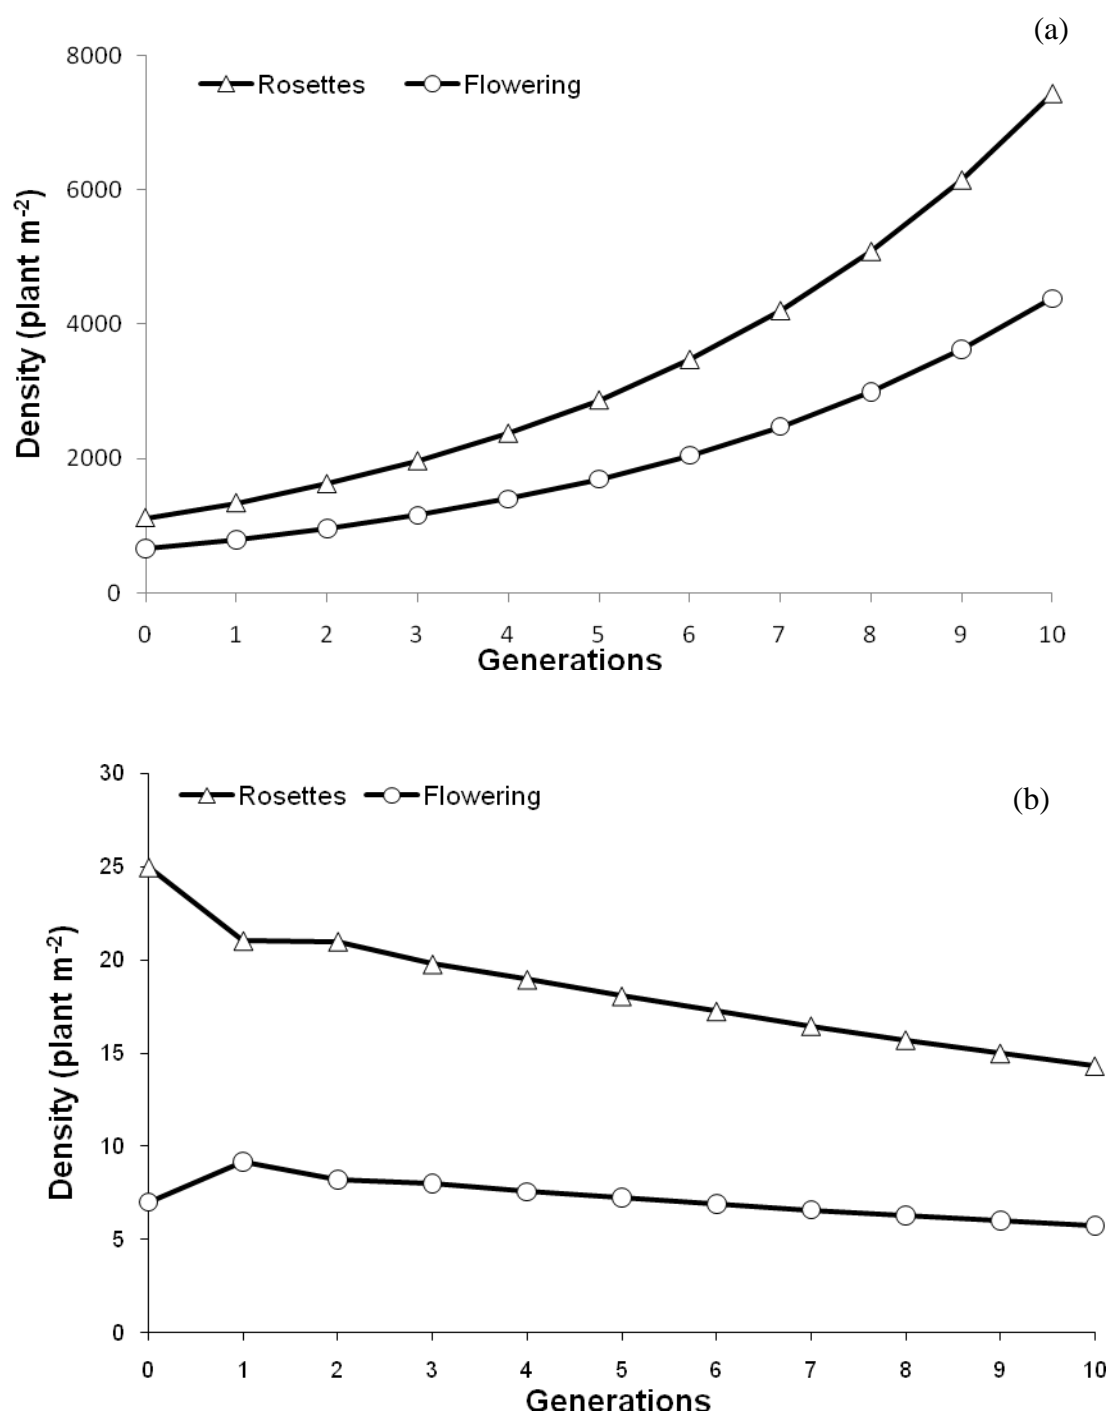 (a)
8000
Rosettes Flowering
6000
4000
2000
0
Density (plant m-2)
0 1 2 3 4 5 6 7 8 9 10
Generations
30
Rosettes Flowering
(b)
25
20
15
10
5
0
Density (plant m-2)
0 1 2 3 4 5 6 7 8 9 10
Generations